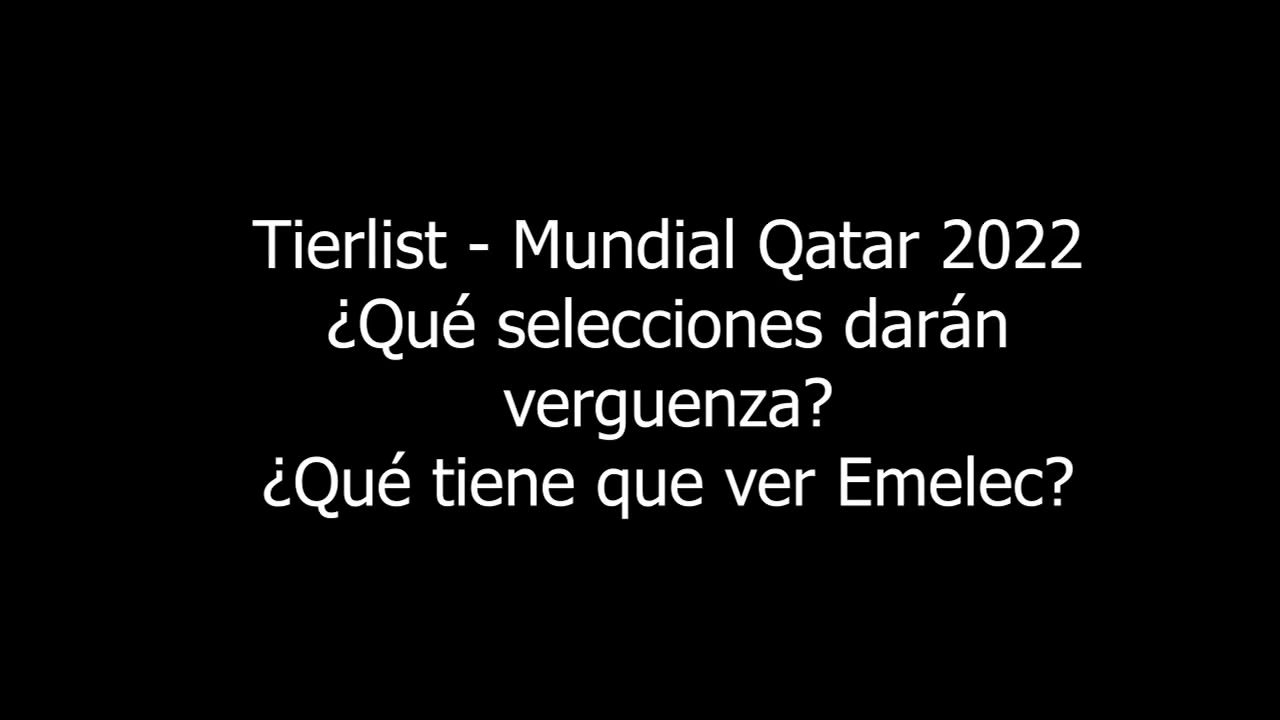 Tierlist - Mundial Qatar 2022
¿Qué selecciones darán
verguenza?
¿Qué tiene que ver Emelec?